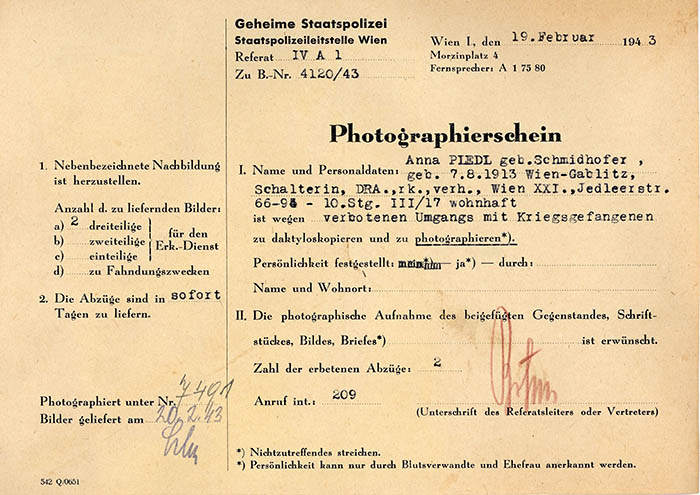 Geheime Staatspolizei
Staatspolizeileitstelle Wien
Referat IV A 1
Zu B.-Nr. 4120/43
Wien I., den 19.Februar 1943
Morzinplatz 4
Fernsprecher: A 1 75 80
Photographierschein
1. Nebenbezeichnete Nachbildung
ist herzustellen.
Anzahl d. zu liefernden Bilder:
a) 2 dreiteilige
b) zweiteilige
c) einteilige
für den
Erk.-Dienst
d) zu Fahndungszwecken
2. Die Abzüge sind in sofort
Tagen zu liefern.
Photographiert unter Nr. 7491
Bilder geliefert am 20.2.43
I. Name und Personaldaten: Anna PIEDL geb.Schmidhofer ,
geb. 7.8.1913 Wien-Gablitz,
Schalterin, DRA.,rk.,verh., Wien XXI.,Jedleerstr.
66-94 - 10.Stg. III/17 wohnhaft
ist wegen verbotenen Umgangs mit Kriegsgefangenen
zu daktyloskopieren und zu photographieren*).
Persönlichkeit festgestellt: nein*) — ja*) — durch:
Name und Wohnort:
II. Die photographische Aufnahme des beigefügten Gegenstandes, Schrift-
stückes, Bildes, Briefes*) ist erwünscht.
Zahl der erbetenen Abzüge: 2
Anruf int.: 209
(Unterschrift des Referatsleiters oder Vertreters)
*) Nichtzutreffendes streichen.
*) Persönlichkeit kann nur durch Blutsverwandte und Ehefrau anerkannt werden.
542 Q/0651